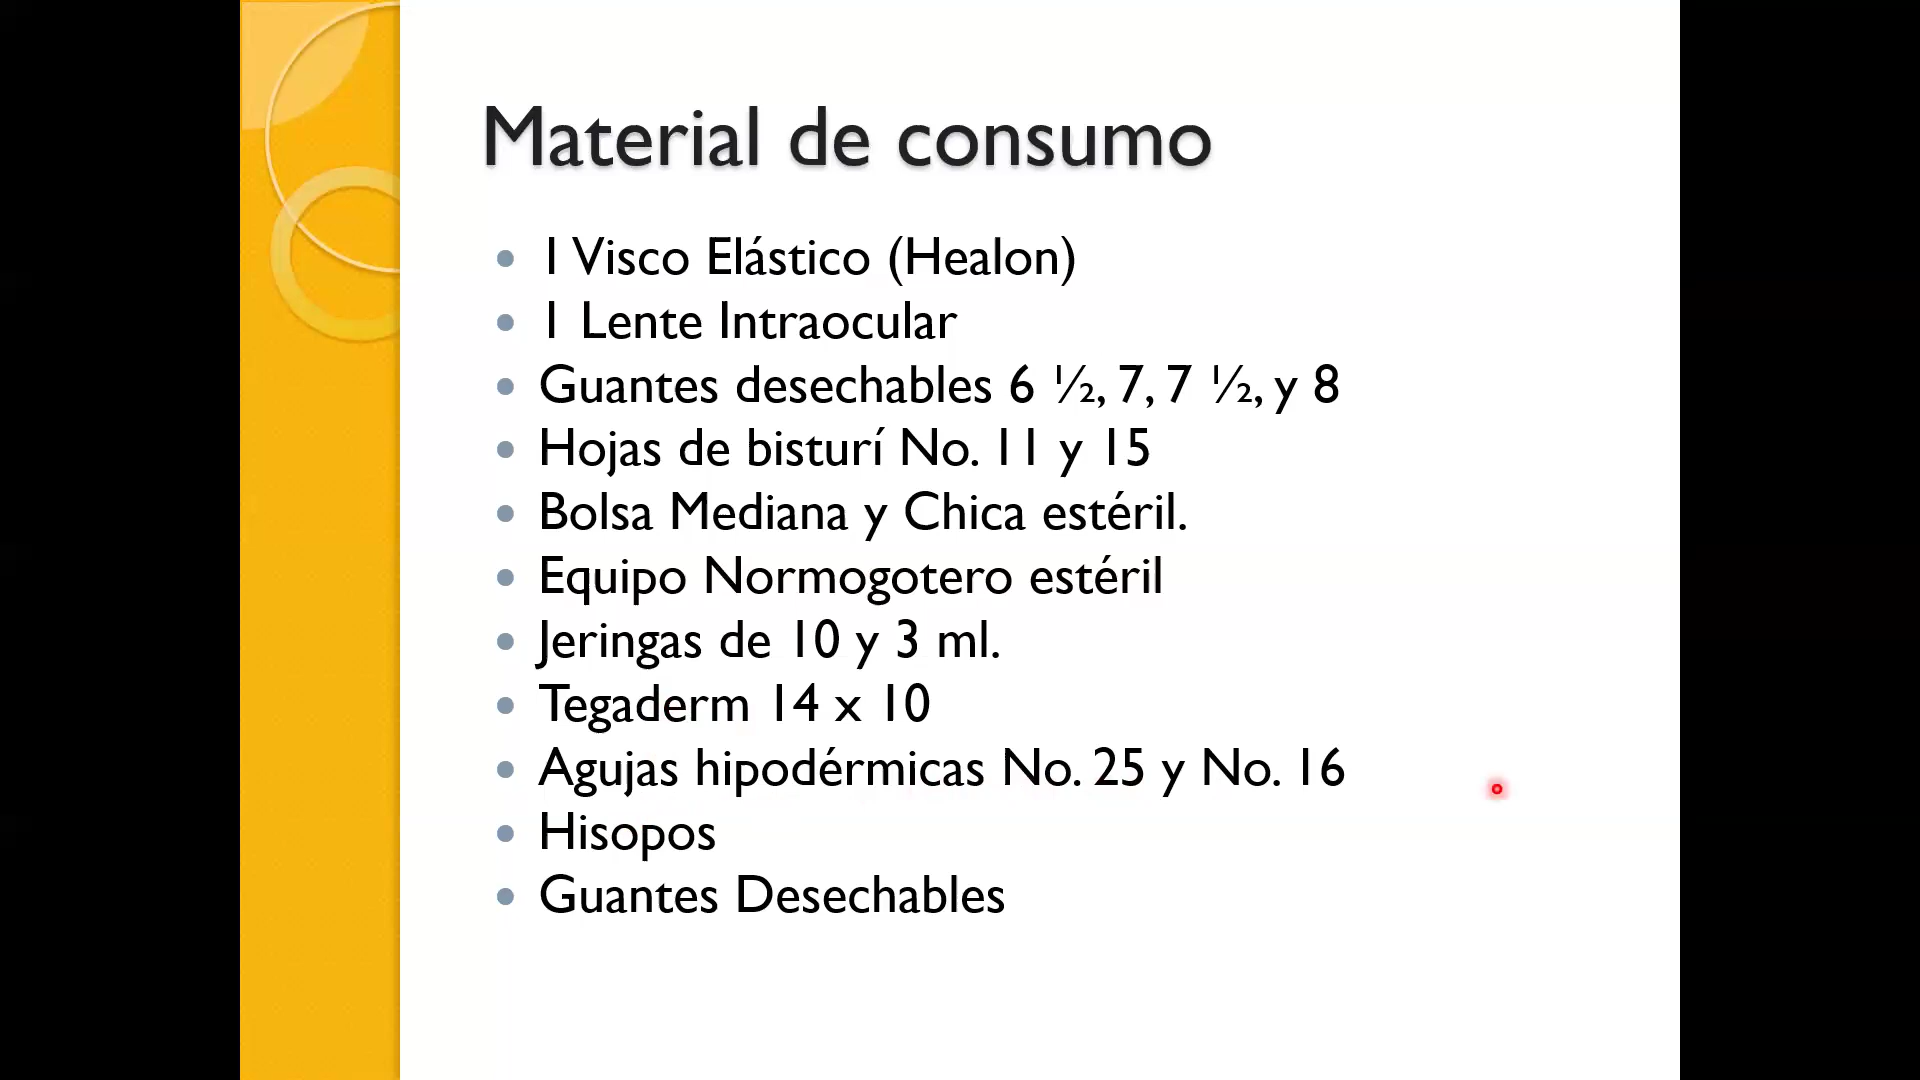 Material de consumo
1 Visco Elástico (Healon)
1 Lente Intraocular
Guantes desechables 6 ½, 7, 7 ½, y 8
Hojas de bisturí No. 11 y 15
Bolsa Mediana y Chica estéril.
Equipo Normogotero estéril
Jeringas de 10 y 3 ml.
Tegaderm 14 x 10
Agujas hipodérmicas No. 25 y No. 16
Hisopos
Guantes Desechables